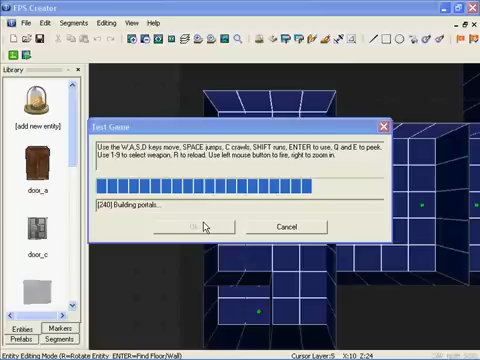 FPS Creator
File Edit Segments Editing View Help
Library
[add new entity]
door_a
door_c
Entities Markers
Prefabs Segments
Test Game
Use the W,A,S,D keys move, SPACE jumps, C crawls, SHIFT runs, ENTER to use, Q and E to peek.
Use 1-9 to select weapon, R to reload. Use left mouse button to fire, right to zoom in.
[240] Building portals...
Ok Cancel
Entity Editing Mode (R=Rotate Entity ENTER=Find Floor/Wall) Cursor Layer:5 X:10 Z:24